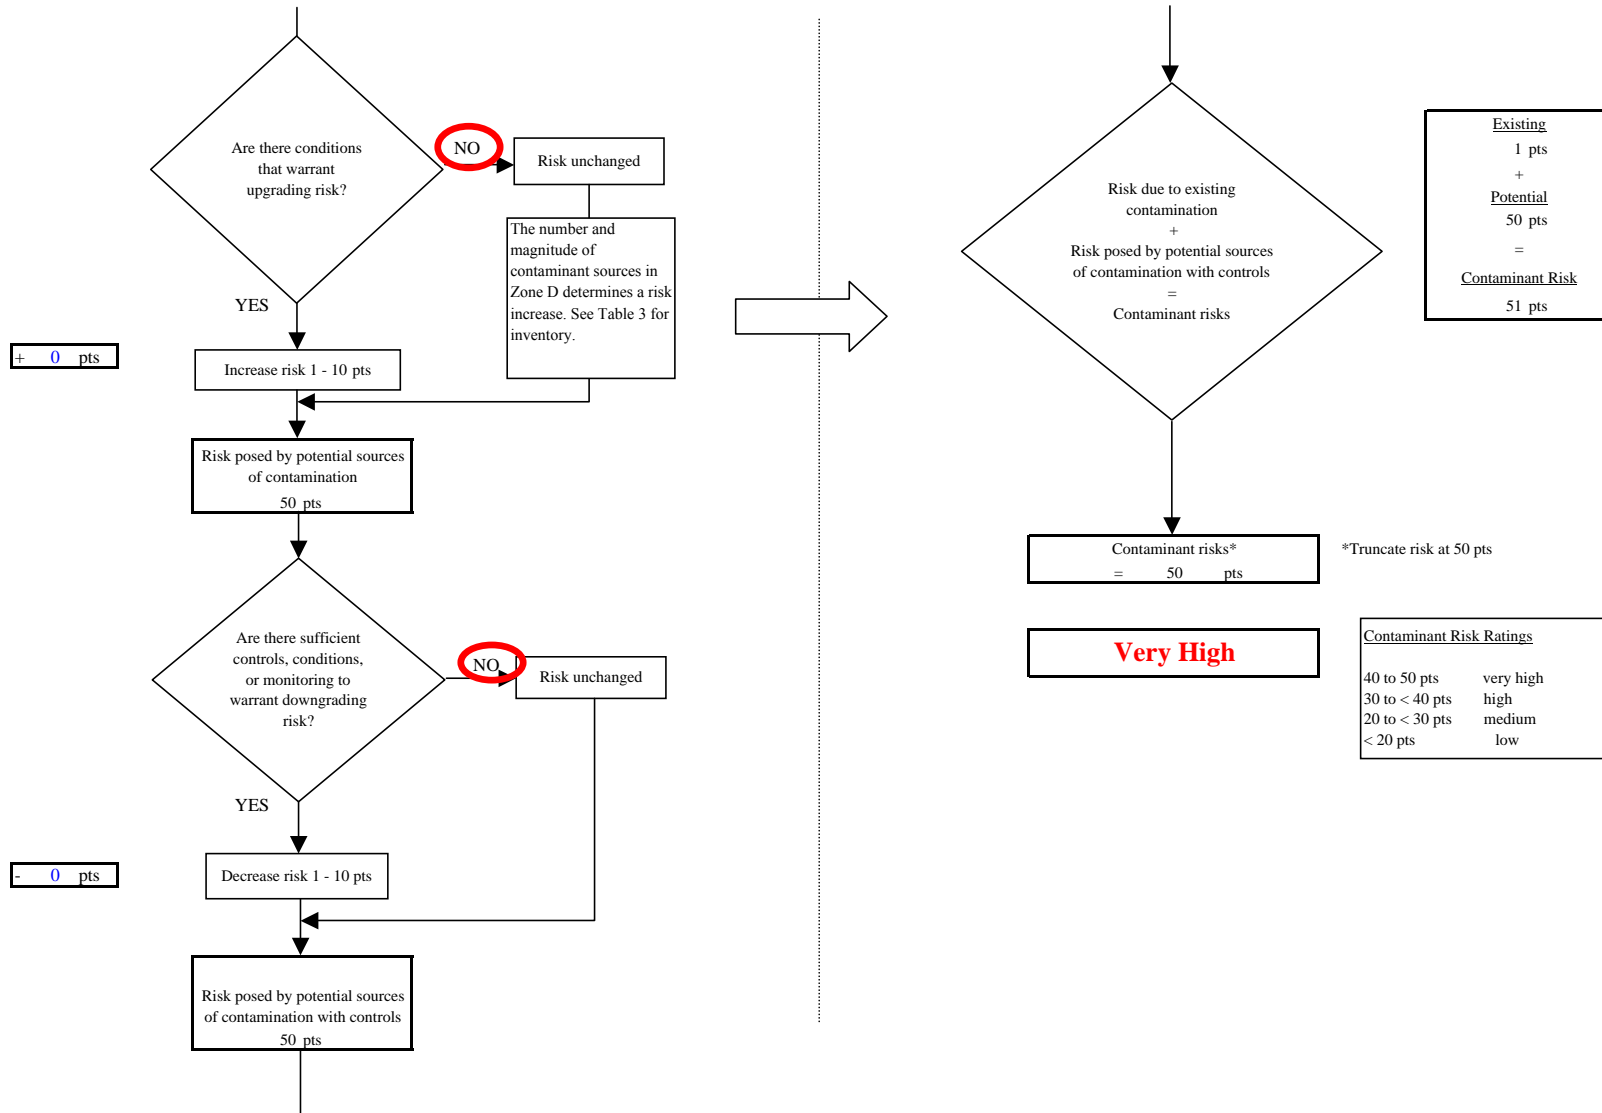 Are there conditions
that warrant
upgrading risk?
NO
Risk unchanged
The number and
magnitude of
contaminant sources in
Zone D determines a risk
increase. See Table 3 for
inventory.
YES
+ 0 pts
Increase risk 1 - 10 pts
Risk posed by potential sources
of contamination
50 pts
Are there sufficient
controls, conditions,
or monitoring to
warrant downgrading
risk?
NO
Risk unchanged
YES
- 0 pts
Decrease risk 1 - 10 pts
Risk posed by potential sources
of contamination with controls
50 pts
Risk due to existing
contamination
+
Risk posed by potential sources
of contamination with controls
=
Contaminant risks
Existing
1 pts
+
Potential
50 pts
=
Contaminant Risk
51 pts
Contaminant risks*
= 50 pts
*Truncate risk at 50 pts
Very High
Contaminant Risk Ratings
40 to 50 pts very high
30 to < 40 pts high
20 to < 30 pts medium
< 20 pts low